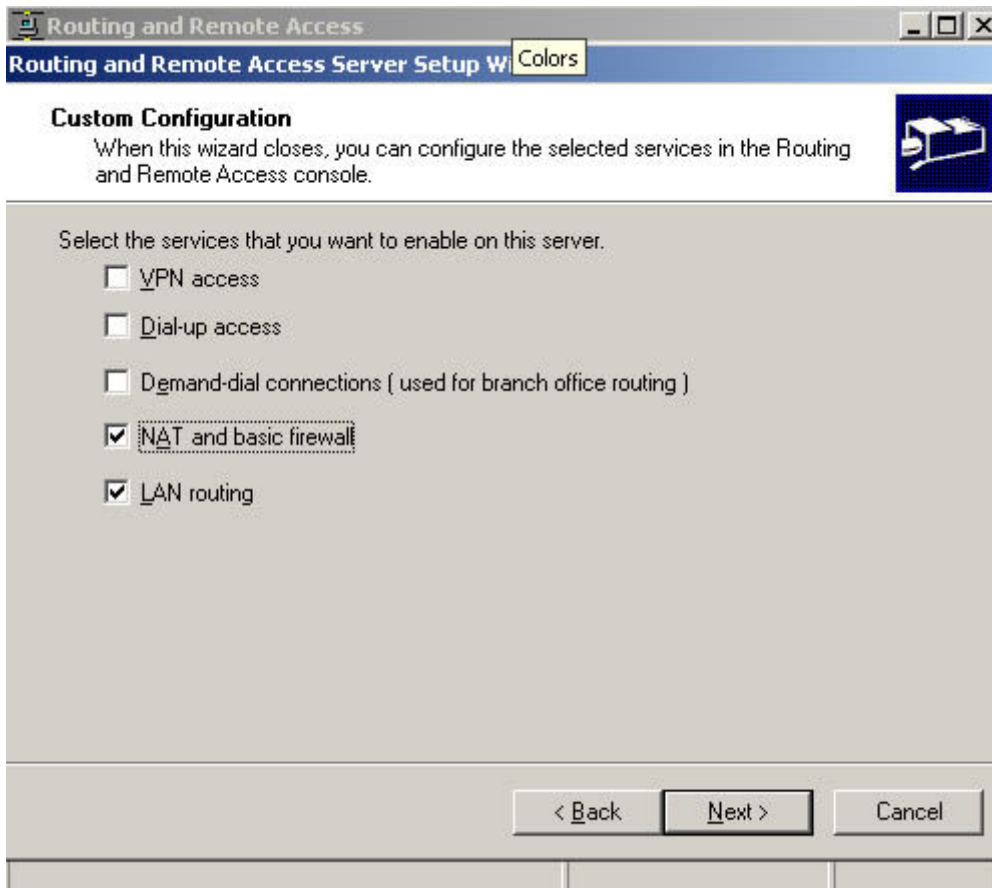 Routing and Remote Access
Routing and Remote Access Server Setup Wi
Colors
Custom Configuration
When this wizard closes, you can configure the selected services in the Routing
and Remote Access console.
Select the services that you want to enable on this server.
VPN access
Dial-up access
Demand-dial connections ( used for branch office routing )
NAT and basic firewall
LAN routing
< Back
Next >
Cancel